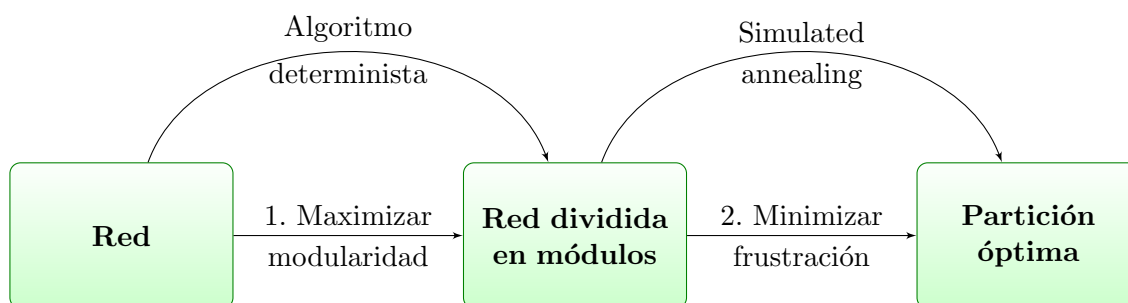 Algoritmo
determinista
Simulated
annealing
Red
1. Maximizar
modularidad
Red dividida
en módulos
2. Minimizar
frustración
Partición
óptima